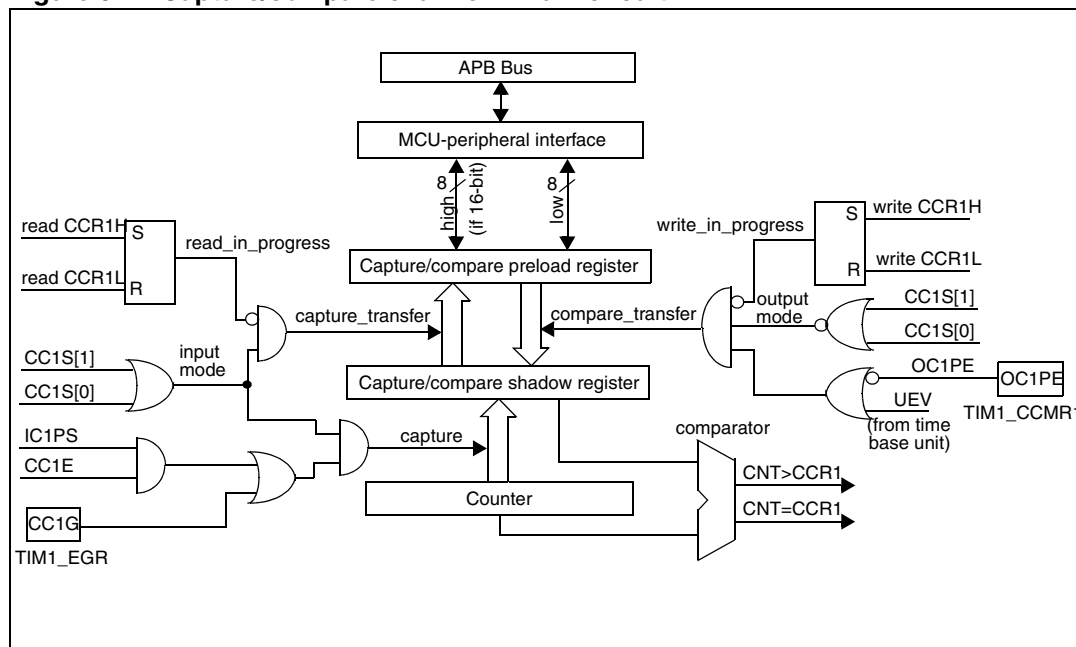 APB Bus
MCU-peripheral interface
8
high
(if 16-bit)
8
low
read CCR1H
read CCR1L
S
R
read_in_progress
write_in_progress
S
R
write CCR1H
write CCR1L
Capture/compare preload register
capture_transfer
compare_transfer
output
mode
CC1S[1]
CC1S[0]
CC1S[1]
CC1S[0]
input
mode
Capture/compare shadow register
OC1PE
OC1PE
UEV
(from time
base unit)
TIM1_CCMR1
IC1PS
CC1E
capture
comparator
Counter
CNT>CCR1
CNT=CCR1
CC1G
TIM1_EGR